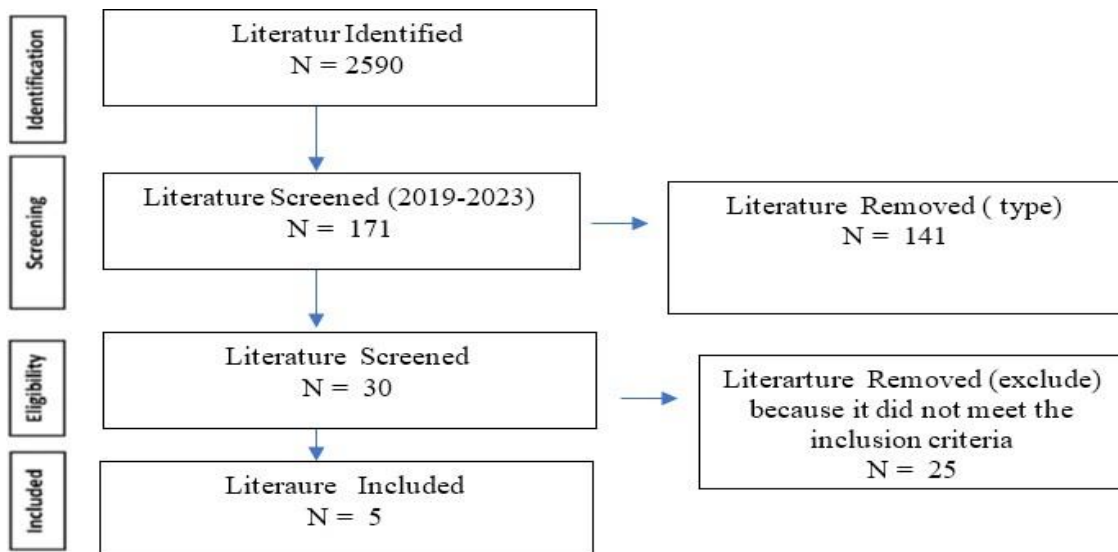 Identification
Literatur Identified
N = 2590
Screening
Literature Screened (2019-2023)
N = 171
Literature Removed ( type)
N = 141
Eligibility
Literature Screened
N = 30
Literarture Removed (exclude)
because it did not meet the
inclusion criteria
N = 25
Included
Literaure Included
N = 5